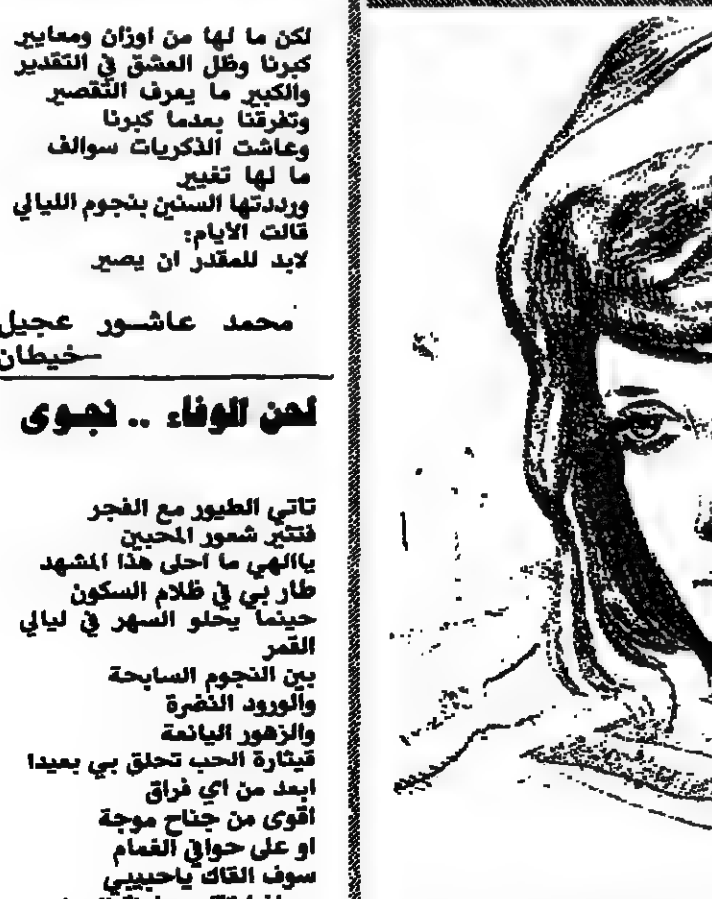 لكن ما لها من اوزان ومعايير
كبرنا وظل العشق في التقدير
والكبير ما يعرف التقصير
وتفرقنا بعدما كبرنا
وعاشت الذكريات سوالف
ما لها تغيير
ورددتها السنين بنجوم الليالي
قالت الايام:
لابد للمقدر ان يصير
محمد عاشـور عجيل
ـخيطان
لحن الوفاء .. نجـوى
تاتي الطيور مع الفجر
فتثير شعور المحبين
ياالهي ما احلى هذا المشهد
طار بي في ظلام السكون
حينما يحلو السهر في ليالي
القمر
بين النجوم السابحة
والورود النضرة
والزهور اليانعة
قيثارة الحب تحلق بي بعيدا
ابعد من اي فراق
اقوى من جناح موجة
او على حوافي الغمام
سوف القاك ياحبيبي